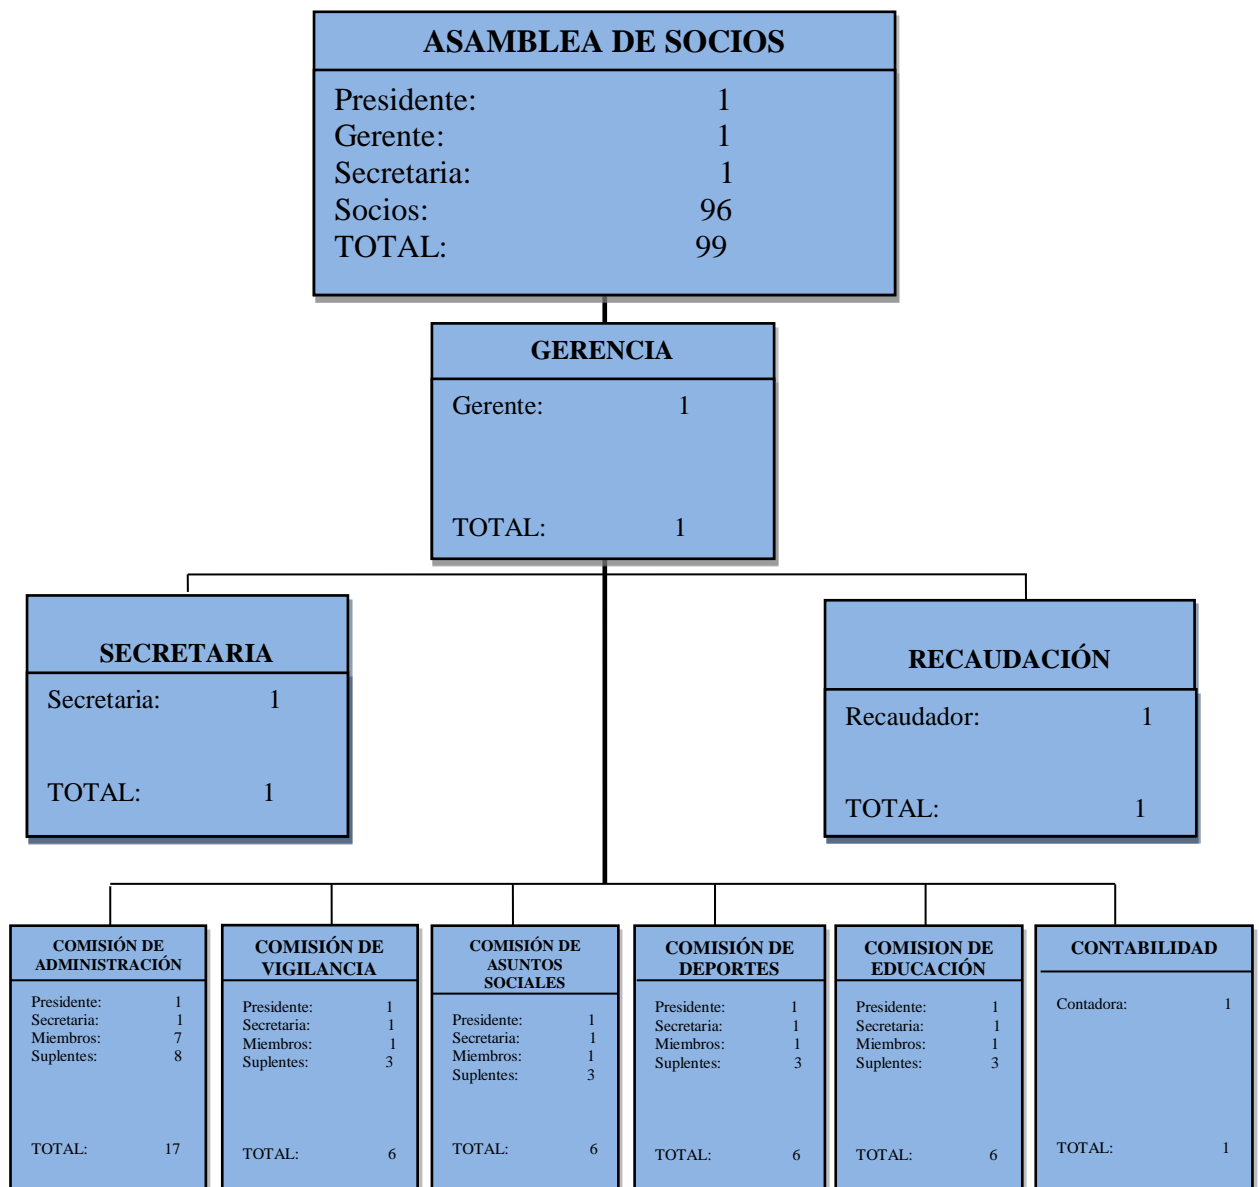 ASAMBLEA DE SOCIOS
Presidente: 1
Gerente: 1
Secretaria: 1
Socios: 96
TOTAL: 99
GERENCIA
Gerente: 1
TOTAL: 1
SECRETARIA
Secretaria: 1
TOTAL: 1
RECAUDACIÓN
Recaudador: 1
TOTAL: 1
COMISIÓN DE
ADMINISTRACIÓN
Presidente: 1
Secretaria: 1
Miembros: 7
Suplentes: 8
TOTAL: 17
COMISIÓN DE
VIGILANCIA
Presidente: 1
Secretaria: 1
Miembros: 1
Suplentes: 3
TOTAL: 6
COMISIÓN DE
ASUNTOS
SOCIALES
Presidente: 1
Secretaria: 1
Miembros: 1
Suplentes: 3
TOTAL: 6
COMISIÓN DE
DEPORTES
Presidente: 1
Secretaria: 1
Miembros: 1
Suplentes: 3
TOTAL: 6
COMISION DE
EDUCACIÓN
Presidente: 1
Secretaria: 1
Miembros: 1
Suplentes: 3
TOTAL: 6
CONTABILIDAD
Contadora: 1
TOTAL: 1